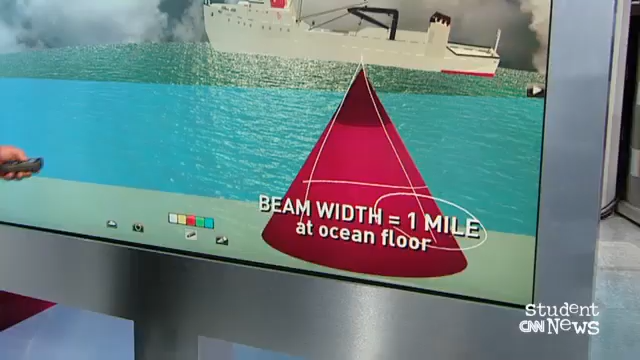 BEAM WIDTH = 1 MILE
at ocean floor
student
CNN NEWS